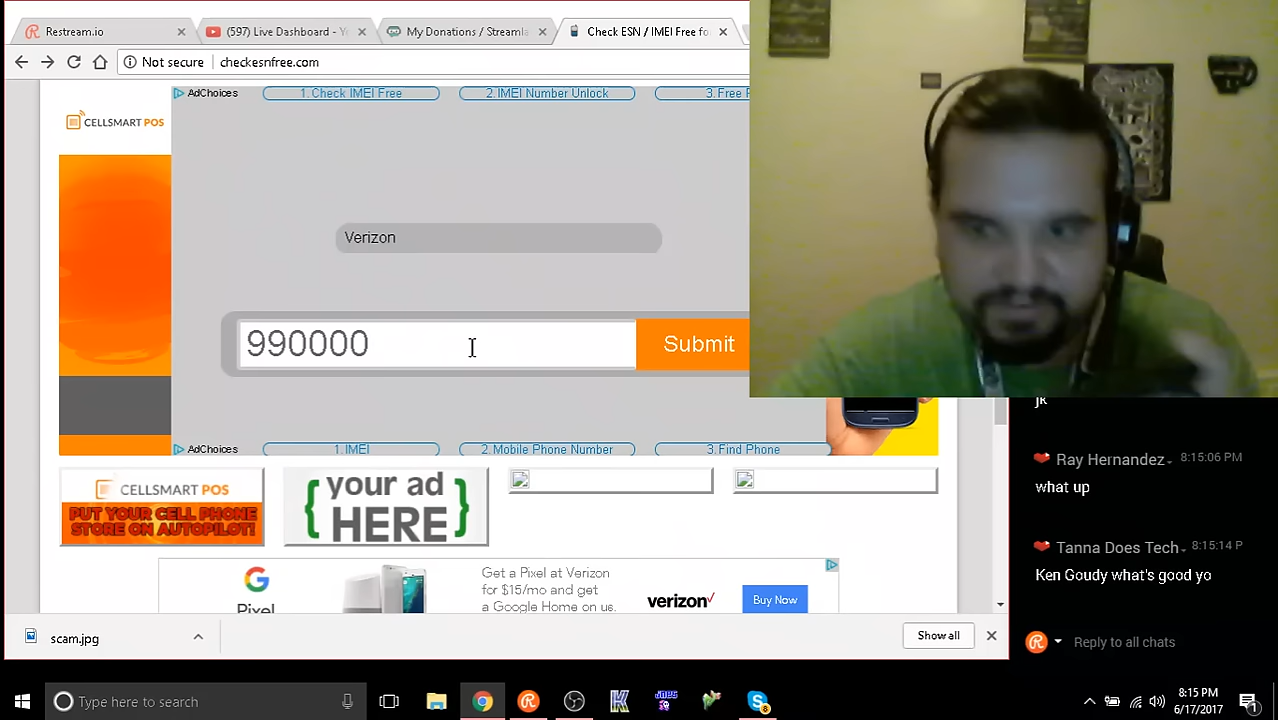 Restream.io
(597) Live Dashboard - Y
My Donations / Streamla
Check ESN / IMEI Free fo
Not secure
checkesnfree.com
AdChoices
1. Check IMEI Free
2. IMEI Number Unlock
3. Free
CELLSMART POS
Verizon
990000
Submit
AdChoices
1. IMEI
2. Mobile Phone Number
3. Find Phone
CELLSMART POS
PUT YOUR CELL PHONE
STORE ON AUTOPILOT!
your ad
HERE
Pixel
Get a Pixel at Verizon
for $15/mo and get
a Google Home on us.
verizon
Buy Now
scam.jpg
Show all
jk
Ray Hernandez
8:15:06 PM
what up
Tanna Does Tech
8:15:14 P
Ken Goudy what's good yo
Reply to all chats
Type here to search
8:15 PM
6/17/2017